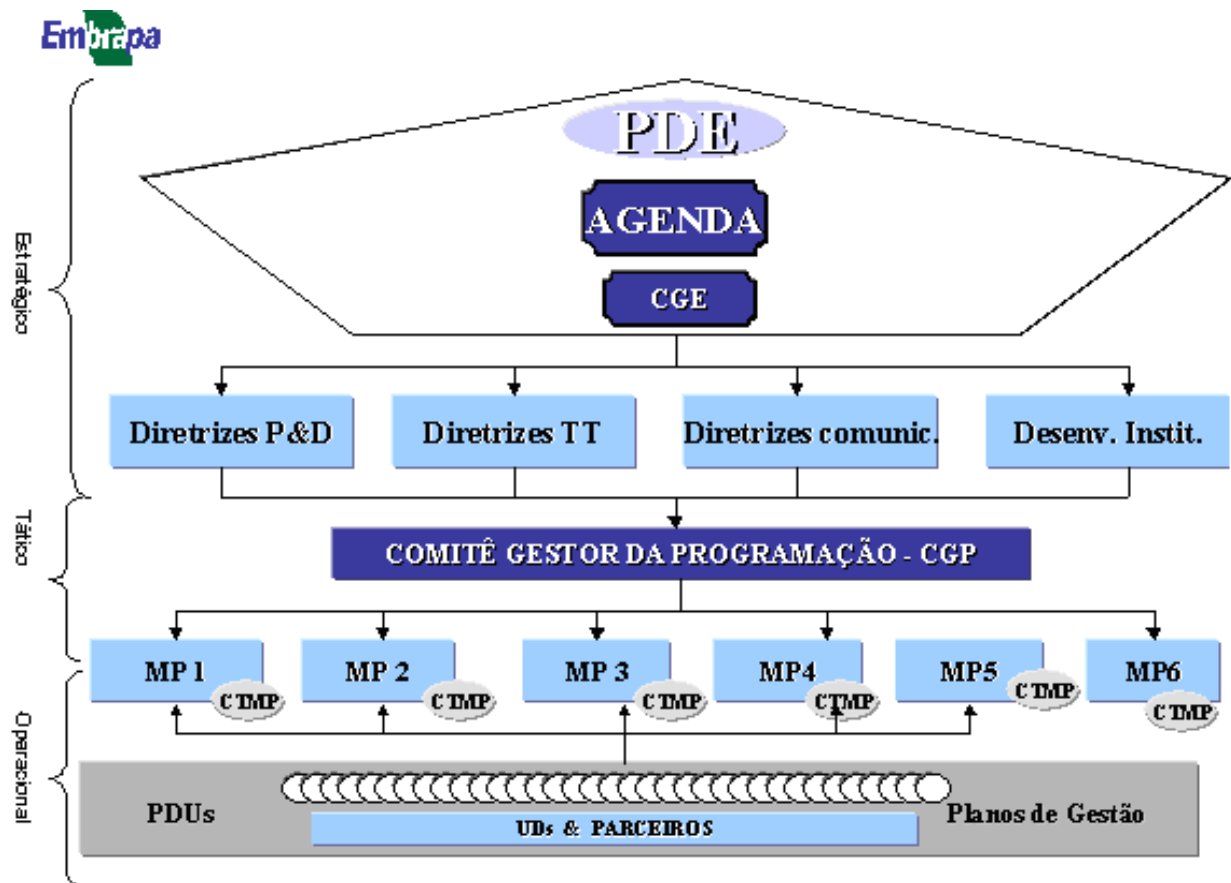 Embrapa
PDE
AGENDA
CGE
Estratégico
Diretrizes P&D
Diretrizes TT
Diretrizes comunic.
Desenv. Instit.
Tático
COMITÊ GESTOR DA PROGRAMAÇÃO - CGP
MP 1
MP 2
MP 3
MP4
MP5
MP6
CTMP
CTMP
CTMP
CTMP
CTMP
CTMP
Operacional
PDUs
UDs & PARCEIROS
Planos de Gestão